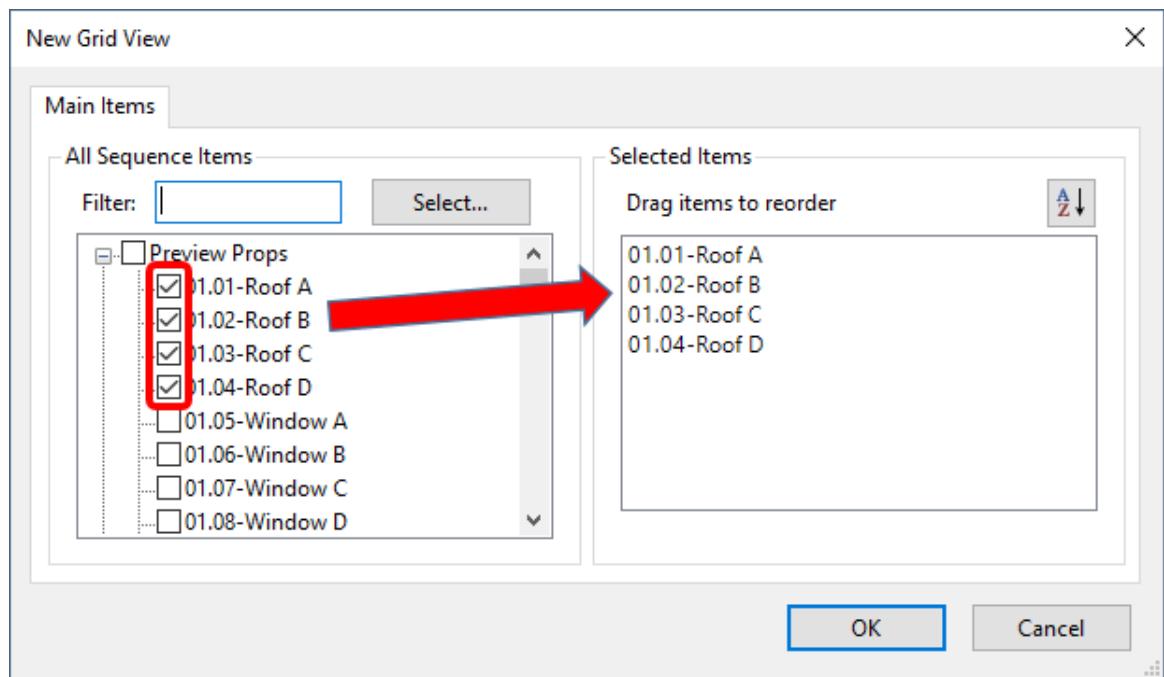 New Grid View
Main Items
All Sequence Items
Filter:
Select...
Preview Props
01.01-Roof A
01.02-Roof B
01.03-Roof C
01.04-Roof D
01.05-Window A
01.06-Window B
01.07-Window C
01.08-Window D
Selected Items
Drag items to reorder
A
Z
01.01-Roof A
01.02-Roof B
01.03-Roof C
01.04-Roof D
OK
Cancel